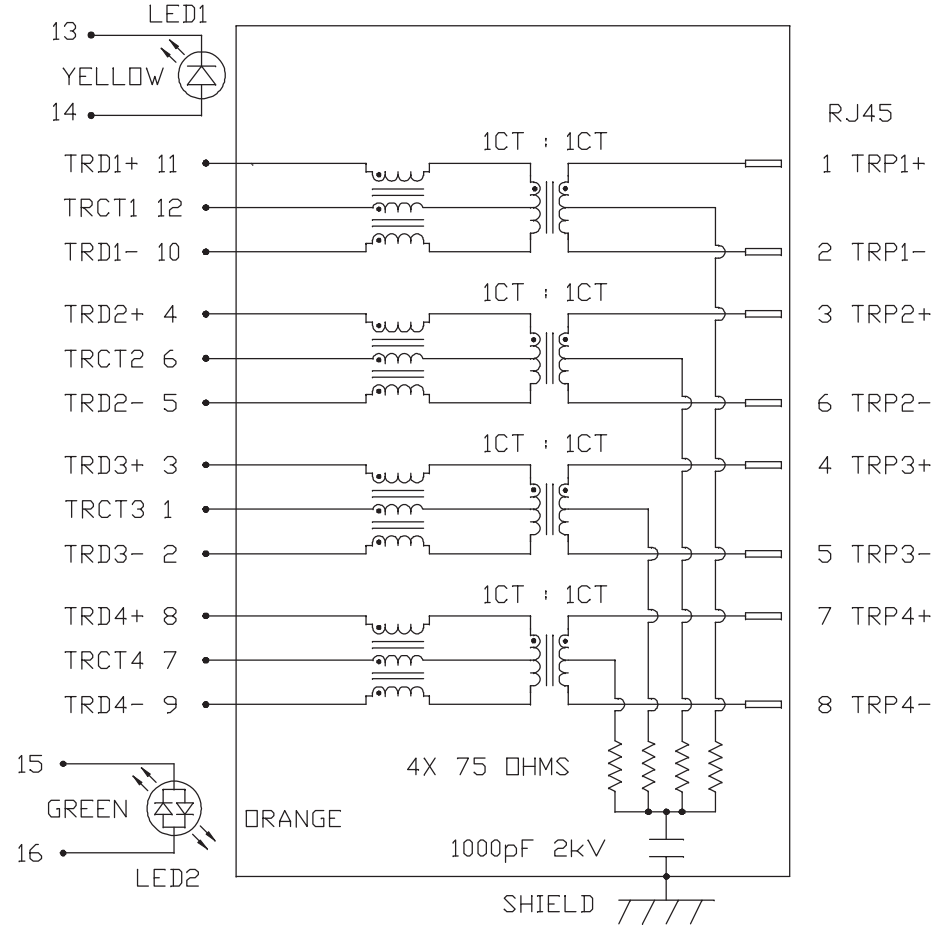 LED1
13
YELLOW
14
RJ45
1CT : 1CT
TRD1+ 11
1 TRP1+
TRCT1 12
TRD1- 10
2 TRP1-
1CT : 1CT
TRD2+ 4
3 TRP2+
TRCT2 6
TRD2- 5
6 TRP2-
1CT : 1CT
TRD3+ 3
4 TRP3+
TRCT3 1
TRD3- 2
5 TRP3-
1CT : 1CT
TRD4+ 8
7 TRP4+
TRCT4 7
TRD4- 9
8 TRP4-
15
4X 75 OHMS
GREEN
ORANGE
16
1000pF 2kV
LED2
SHIELD